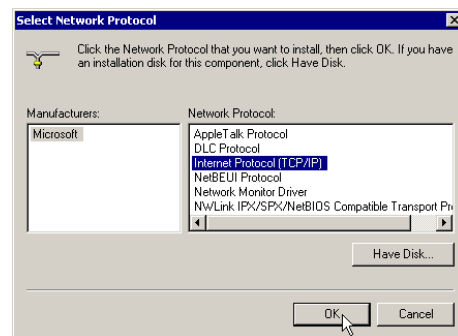 Select Network Protocol
Click the Network Protocol that you want to install, then click OK. If you have
an installation disk for this component, click Have Disk.
Manufacturers:
Microsoft
Network Protocol:
AppleTalk Protocol
DLC Protocol
Internet Protocol (TCP/IP)
NetBEUI Protocol
Network Monitor Driver
NWLink IPX/SPX/NetBIOS Compatible Transport Pr
Have Disk...
OK
Cancel